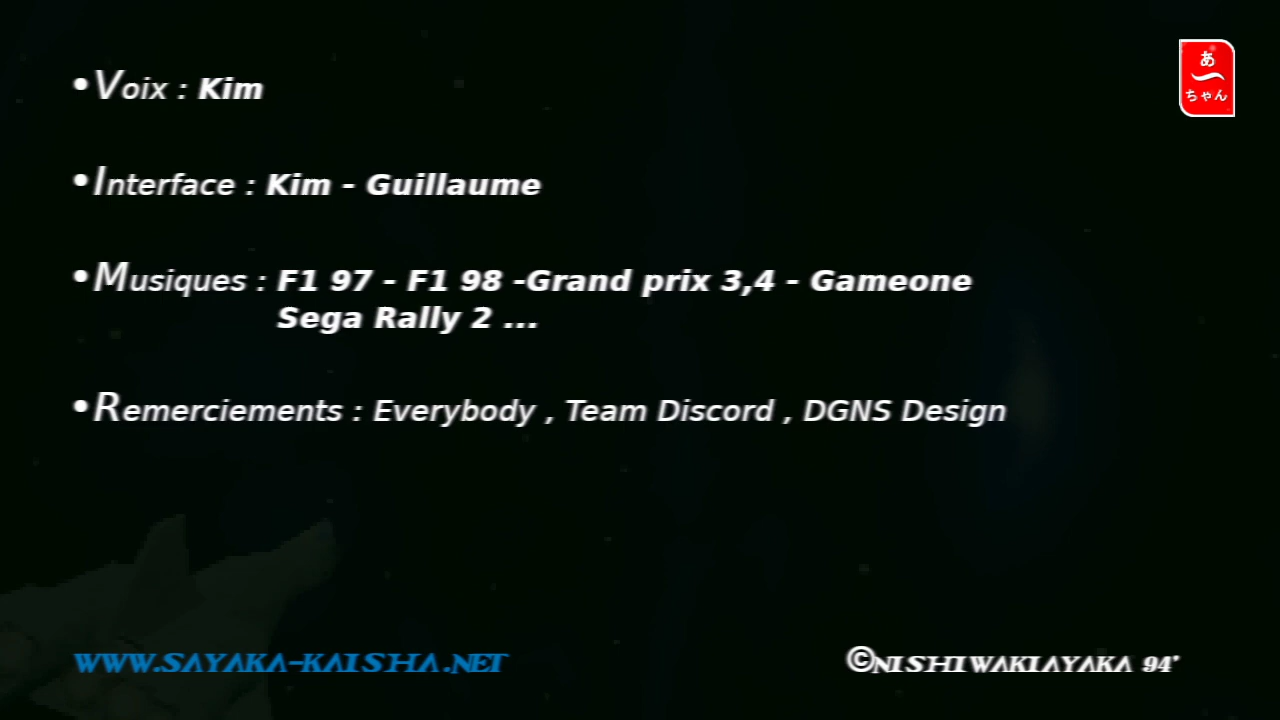 •Voix : Kim
あ
ー
ちゃん
•Interface : Kim - Guillaume
•Musiques : F1 97 - F1 98 -Grand prix 3,4 - Gameone
Sega Rally 2 ...
•Remerciements : Everybody , Team Discord , DGNS Design
WWW.SAYAKA-KAISHA.NET
©NISHIWAKIAYAKA 94'